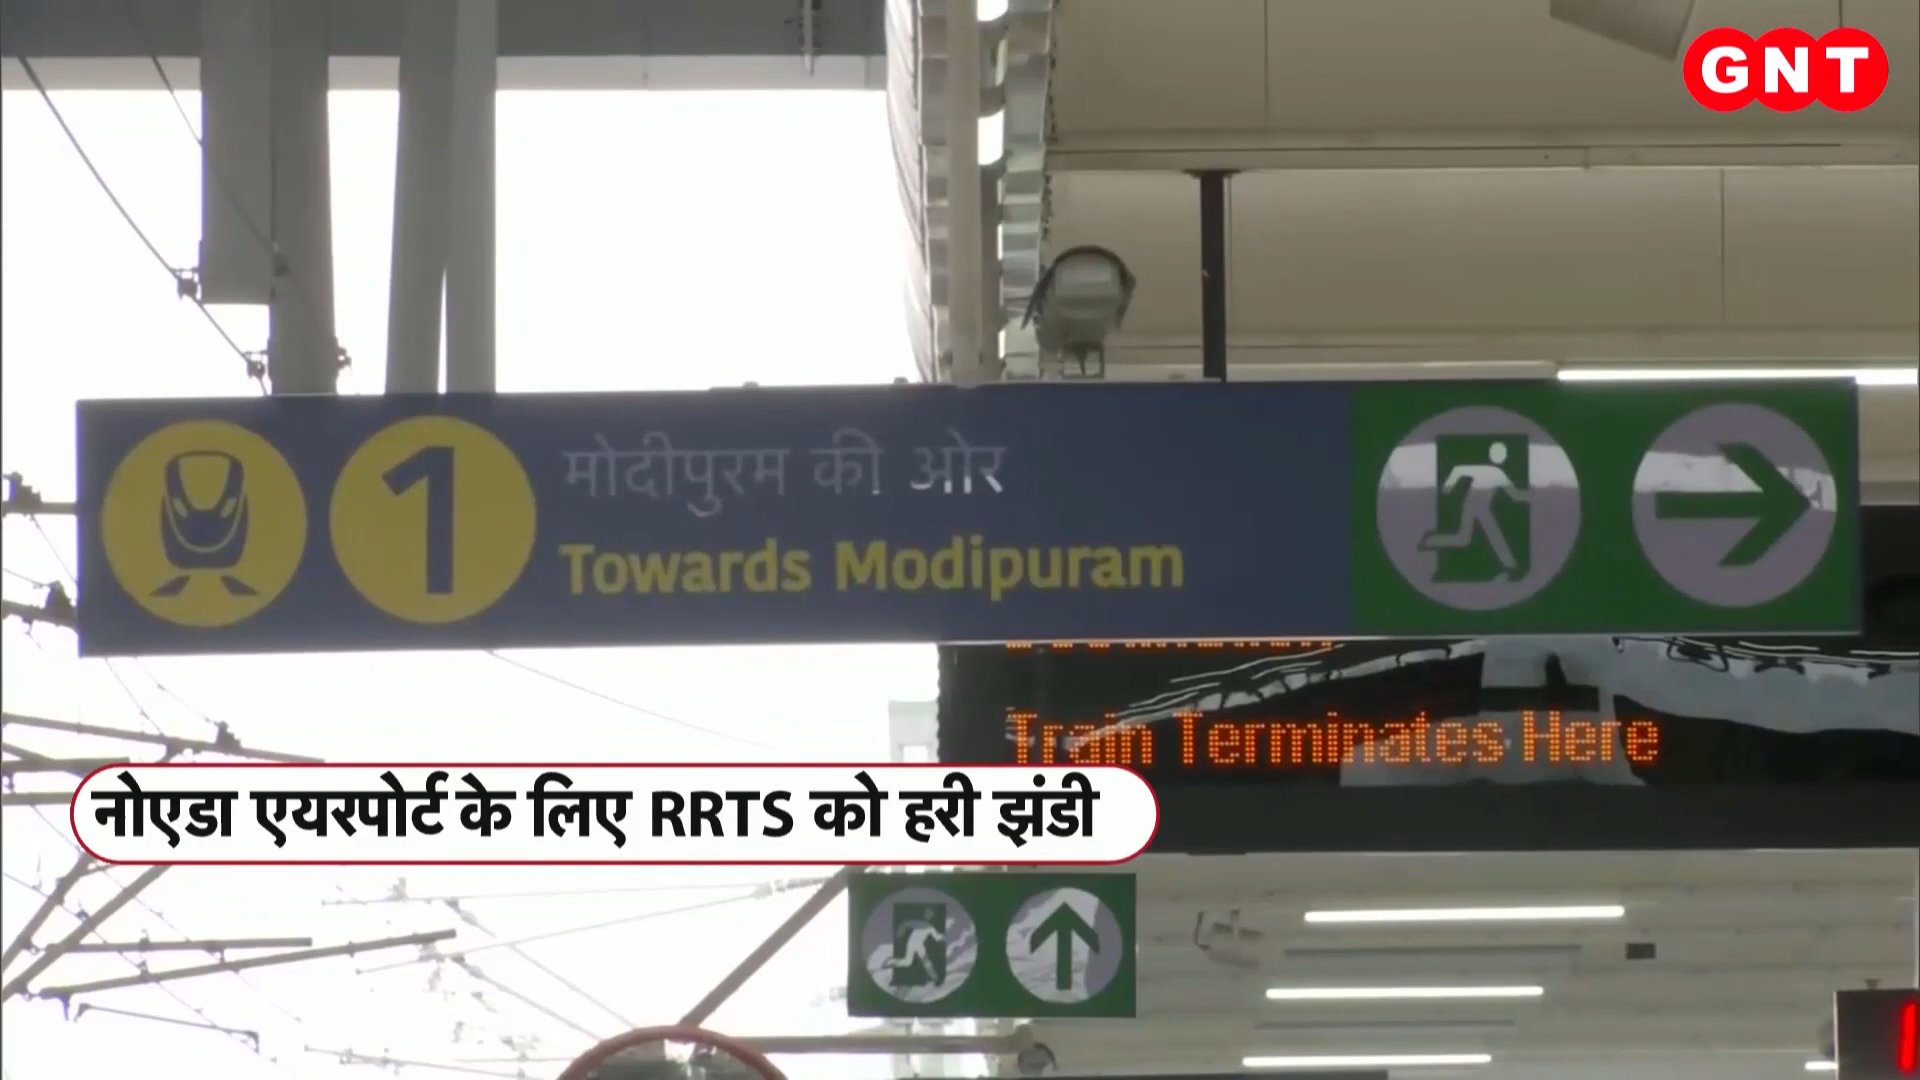 GNT
1
मोदीपुरम की ओर
Towards Modipuram
Train Terminates Here
नोएडा एयरपोर्ट के लिए RRTS को हरी झंडी